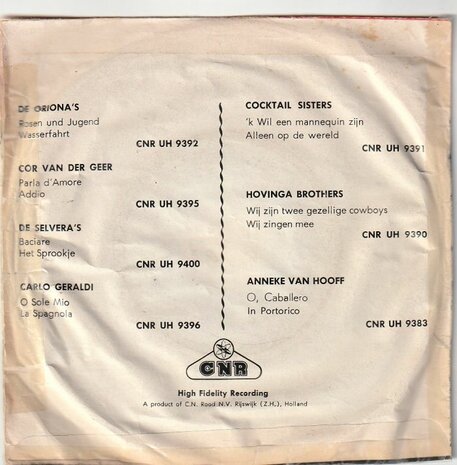 DE ORIONA'S
Rosen und Jugend
Wasserfahrt
CNR UH 9392
COR VAN DER GEER
Parla d'Amore
Addio
CNR UH 9395
DE SELVERA'S
Baciare
Het Sprookje
CNR UH 9400
CARLO GERALDI
O Sole Mio
La Spagnola
CNR UH 9396
COCKTAIL SISTERS
'k Wil een mannequin zijn
Alleen op de wereld
CNR UH 9391
HOVINGA BROTHERS
Wij zijn twee gezellige cowboys
Wij zingen mee
CNR UH 9390
ANNEKE VAN HOOFF
O, Caballero
In Portorico
CNR UH 9383
CNR
High Fidelity Recording
A product of C.N. Rood N.V. Rijswijk (Z.H.), Holland